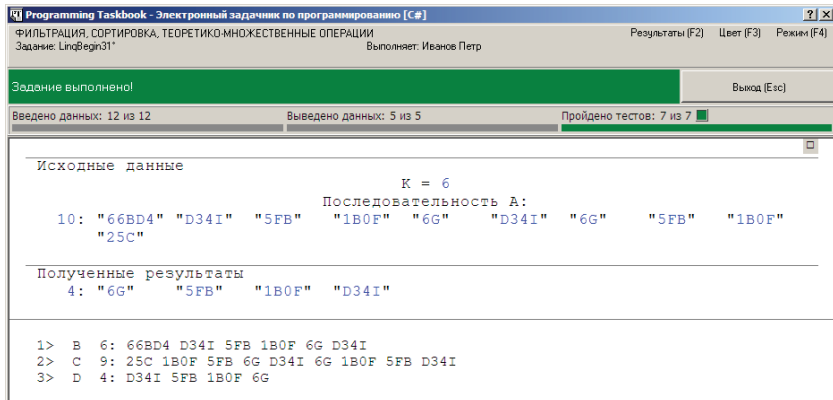 Programming Taskbook - Электронный задачник по программированию [C#]
ФИЛЬТРАЦИЯ, СОРТИРОВКА, ТЕОРЕТИКО-МНОЖЕСТВЕННЫЕ ОПЕРАЦИИ
Результаты (F2) Цвет (F3) Режим (F4)
Задание: LinqBegin31* Выполняет: Иванов Петр
Задание выполнено!
Выход (Esc)
Введено данных: 12 из 12 Выведено данных: 5 из 5 Пройдено тестов: 7 из 7
Исходные данные
K = 6
Последовательность A:
10: "66BD4" "D34I" "5FB" "1B0F" "6G" "D34I" "6G" "5FB" "1B0F"
"25C"
Полученные результаты
4: "6G" "5FB" "1B0F" "D34I"
1> B 6: 66BD4 D34I 5FB 1B0F 6G D34I
2> C 9: 25C 1B0F 5FB 6G D34I 6G 1B0F 5FB D34I
3> D 4: D34I 5FB 1B0F 6G